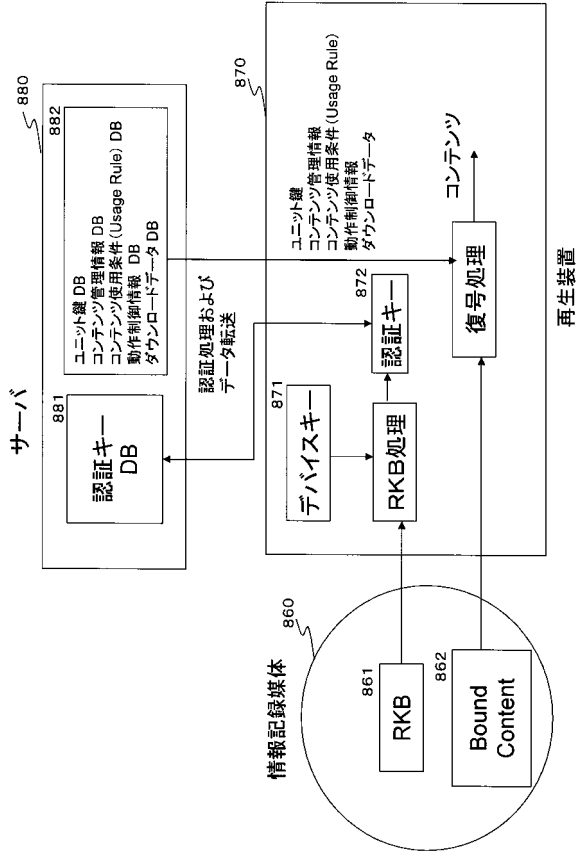 サーバ
880
881
認証キー
DB
882
ユニット鍵 DB
コンテンツ管理情報 DB
コンテンツ使用条件(Usage Rule) DB
動作制御情報 DB
ダウンロードデータ DB
認証処理および
データ転送
870
ユニット鍵
コンテンツ管理情報
コンテンツ使用条件(Usage Rule)
動作制御情報
ダウンロードデータ
871
デバイスキー
RKB処理
872
認証キー
復号処理
コンテンツ
再生装置
情報記録媒体
860
861
RKB
862
Bound
Content